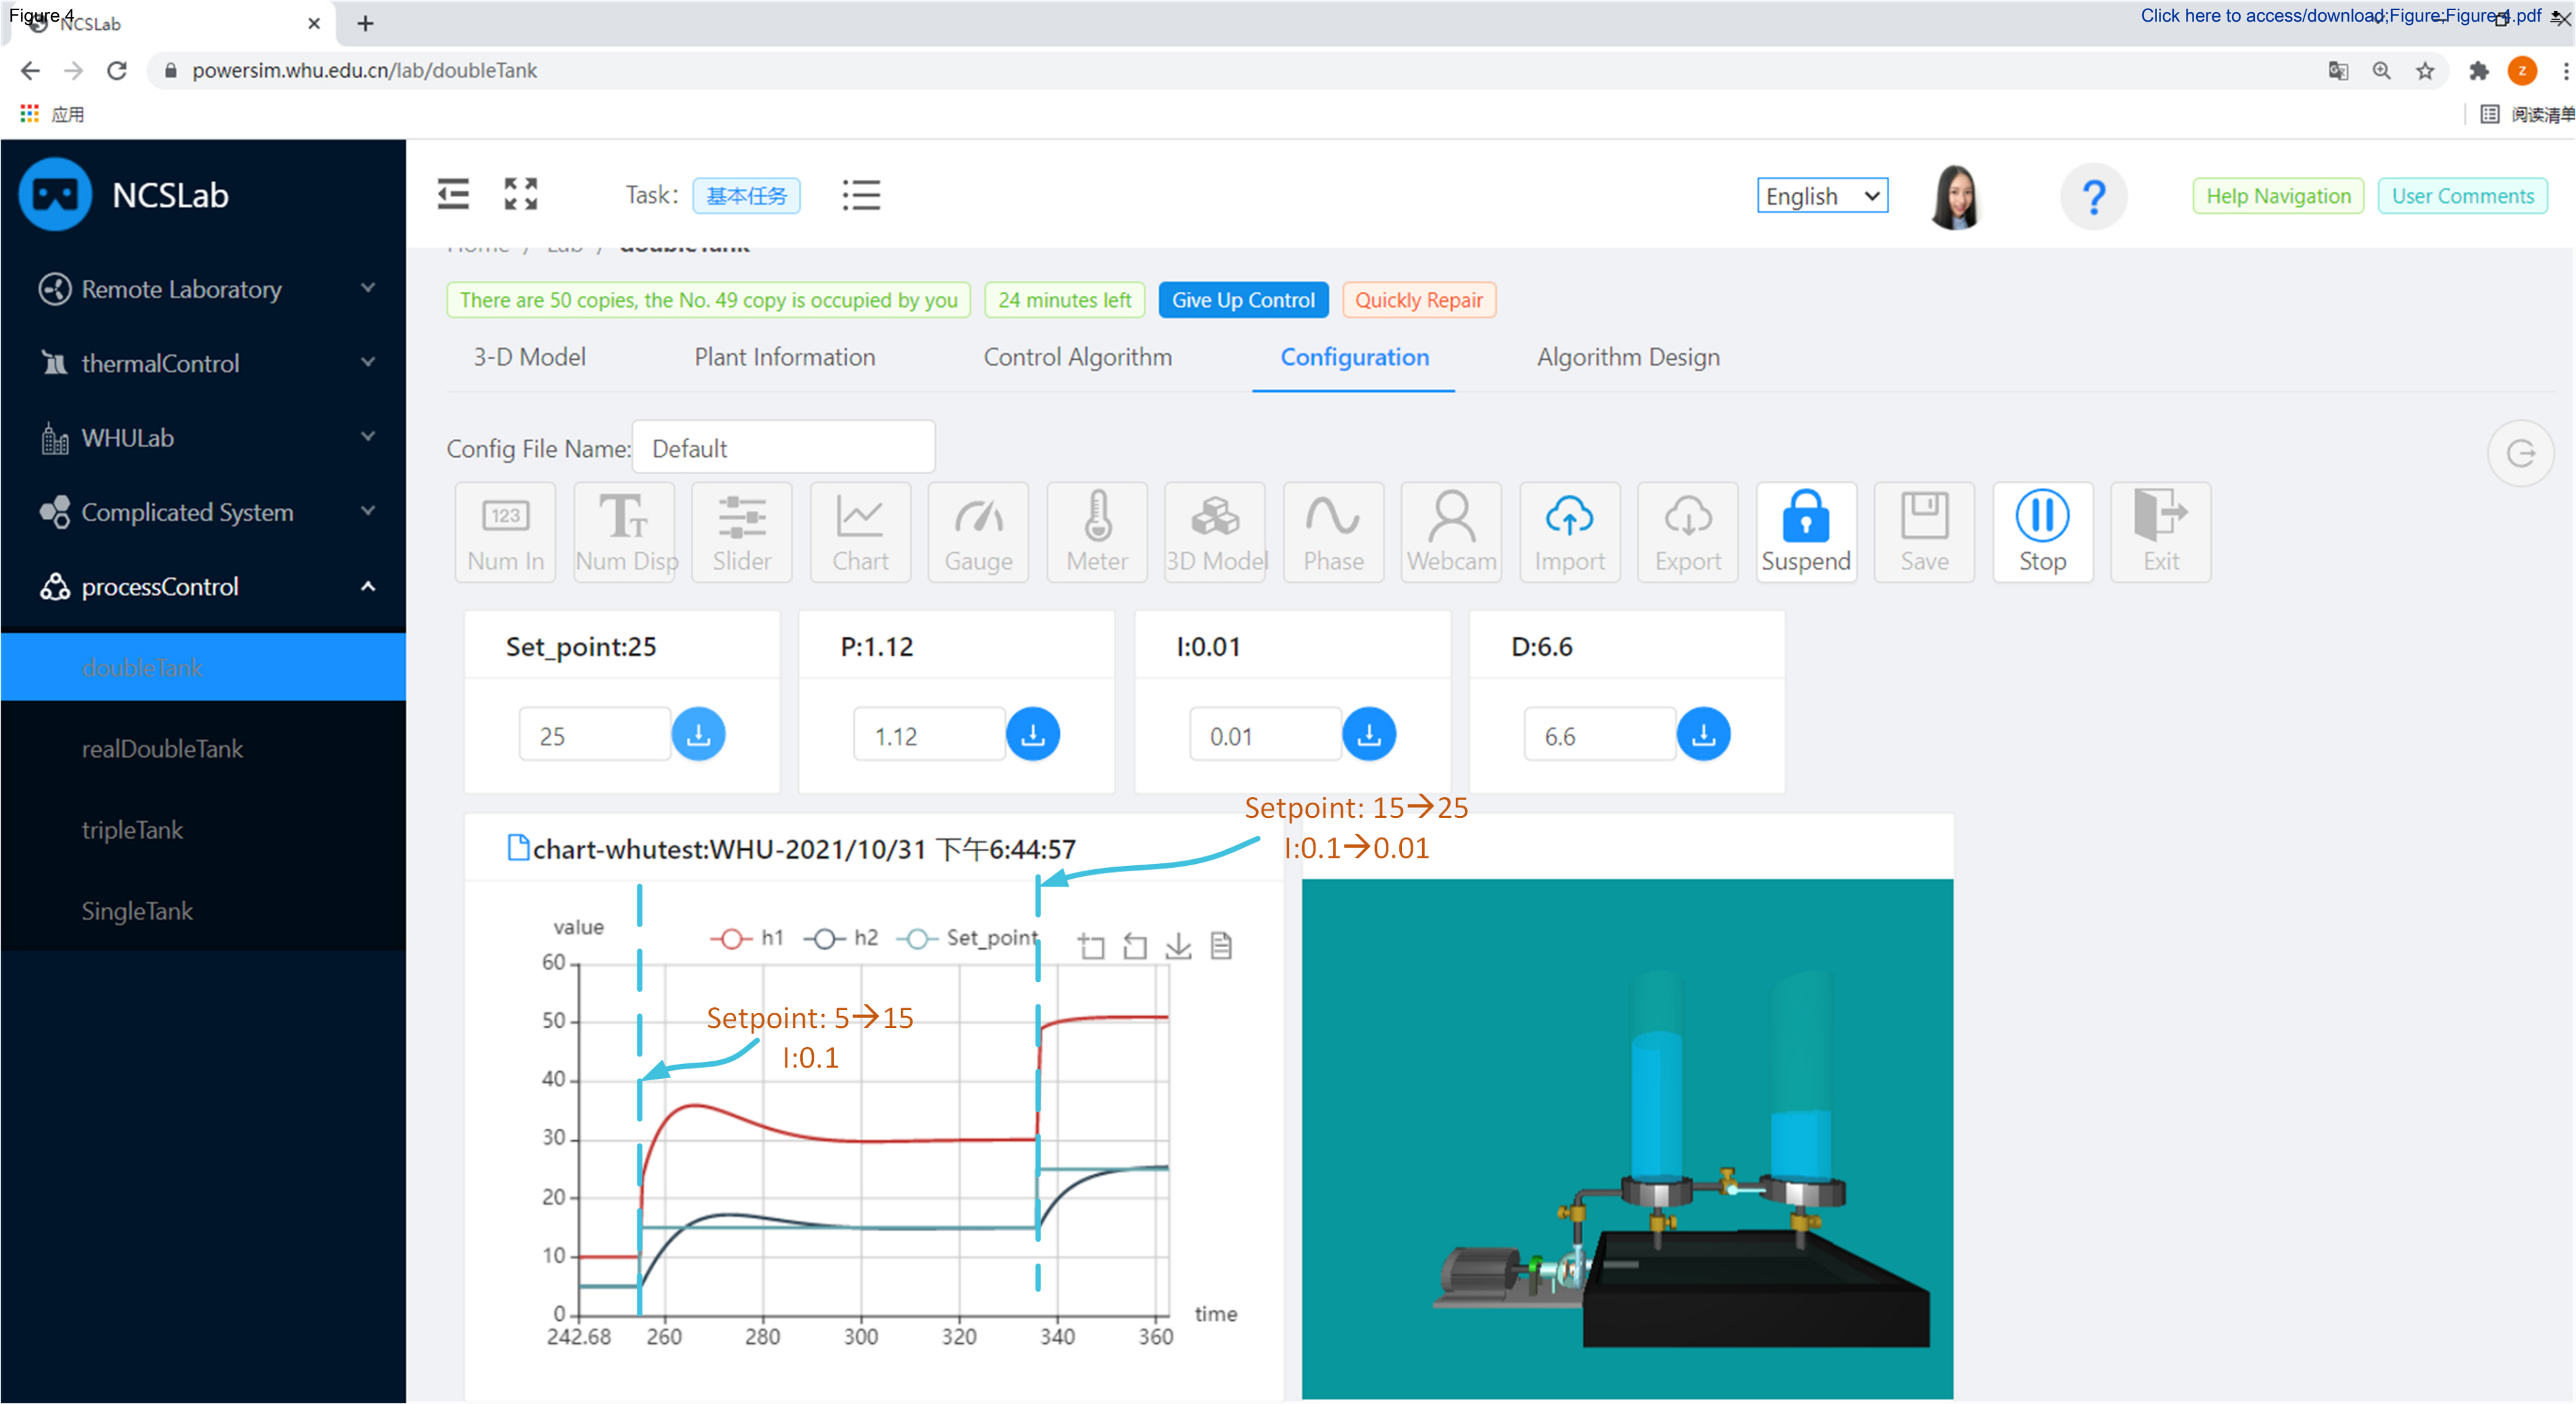 Figure 4
Click here to access/download;Figure;Figure 4.pdf
NCSLab
powersim.whu.edu.cn/lab/doubleTank
z
应用
阅读清单
NCSLab
Task: 基本任务
English
?
Help Navigation
User Comments
Home / Lab / doubleTank
Remote Laboratory
thermalControl
WHULab
Complicated System
processControl
doubleTank
realDoubleTank
tripleTank
SingleTank
There are 50 copies, the No. 49 copy is occupied by you
24 minutes left
Give Up Control
Quickly Repair
3-D Model
Plant Information
Control Algorithm
Configuration
Algorithm Design
Config File Name: Default
123
Num In
Num Disp
Slider
Chart
Gauge
Meter
3D Model
Phase
Webcam
Import
Export
Suspend
Save
Stop
Exit
Set_point:25
P:1.12
I:0.01
D:6.6
25
1.12
0.01
6.6
Setpoint: 15→25
I:0.1→0.01
chart-whutest:WHU-2021/10/31 下午6:44:57
value
h1
h2
Set_point
60
50
40
30
20
10
0
Setpoint: 5→15
I:0.1
time
242.68
260
280
300
320
340
360